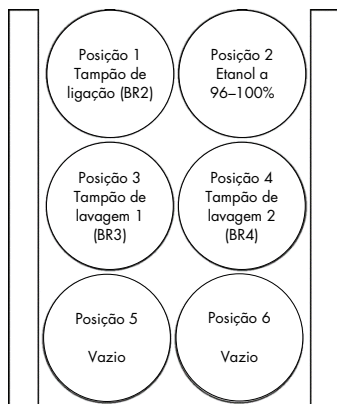 Posição 1
Tampão de
ligação (BR2)
Posição 2
Etanol a
96–100%
Posição 3
Tampão de
lavagem 1
(BR3)
Posição 4
Tampão de
lavagem 2
(BR4)
Posição 5
Vazio
Posição 6
Vazio